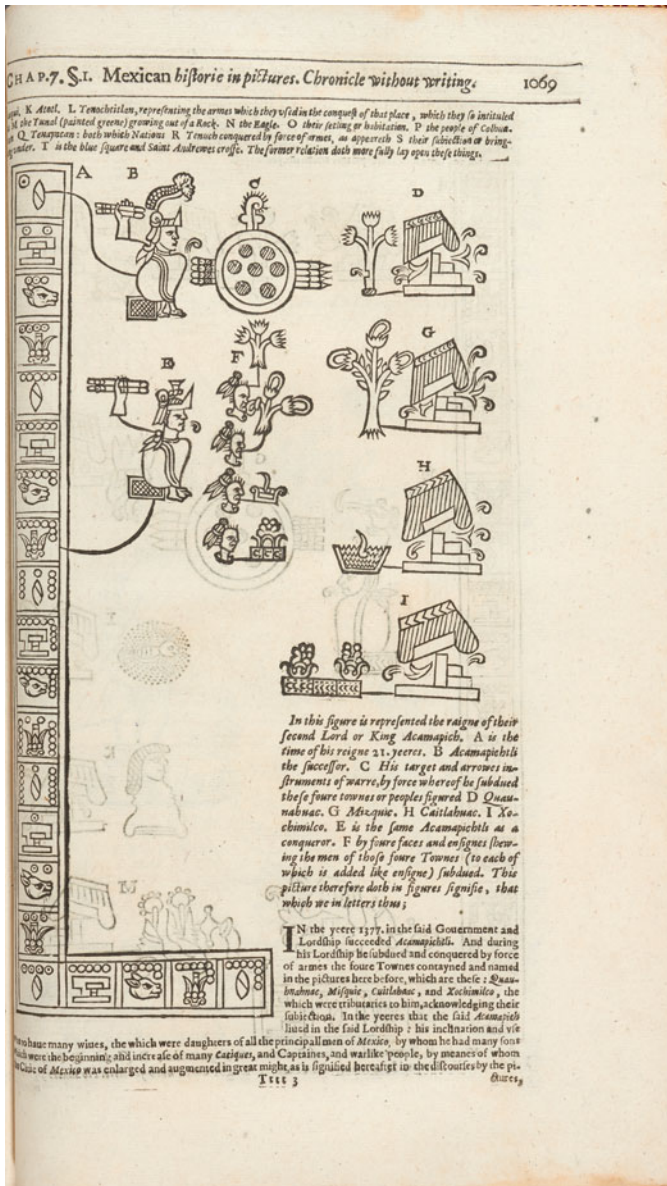 CHAP.7. §.I. Mexican historie in pictures. Chronicle without writing. 1069
K Atzel. L Tenochtitlan, representing the armes which they used in the conquest of that place, which they so intituled
M the Tunal (painted greene) growing out of a Rock. N the Eagle. O their setling or habitation. P the people of Colhua-
Q Tenayucan: both which Nations R Tenuch conquered by force of armes, as appeareth S their subiection or bring-
under. T is the blue square and Saint Andrewes crosse. The former relation doth more fully lay open these things.
A B C D
E F G
H
I
In this figure is represented the raigne of their
second Lord or King Acamapich. A is the
time of his reigne 21. yeeres. B Acamapichtli
the successor. C His target and arrowes in-
struments of warre, by force whereof he subdued
these foure townes or peoples figured D Quau-
nahuac. G Mizquic. H Caitlahuac. I Xo-
chimilco. E is the same Acamapichtls as a
conqueror. F by foure faces and ensignes shew-
ing the men of those foure Townes (to each of
which is added like ensigne) subdued. This
picture therefore doth in figures signifie, that
which we in letters thus;
IN the yeere 1377. in the said Gouernment and
Lordship succeeded Acamapichtli. And during
his Lordship he subdued and conquered by force
of armes the foure Townes contayned and named
in the pictures here before, which are these: Quau-
hnahuac, Misquie, Cuitlahuac, and Xochimilco, the
which were tributaries to him, acknowledging their
subiection. In the yeeres that the said Acamapich
liued in the said Lordship: his inclination and vse
to haue many wiues, the which were daughters of all the principall men of Mexico, by whom he had many sons
which were the beginning and increase of many Caciques, and Captaines, and warlike people, by meanes of whom
Citie of Mexico was enlarged and augmented in great might, as is signified hereafter in the discourses by the pi-
Tttt 3 ctures,